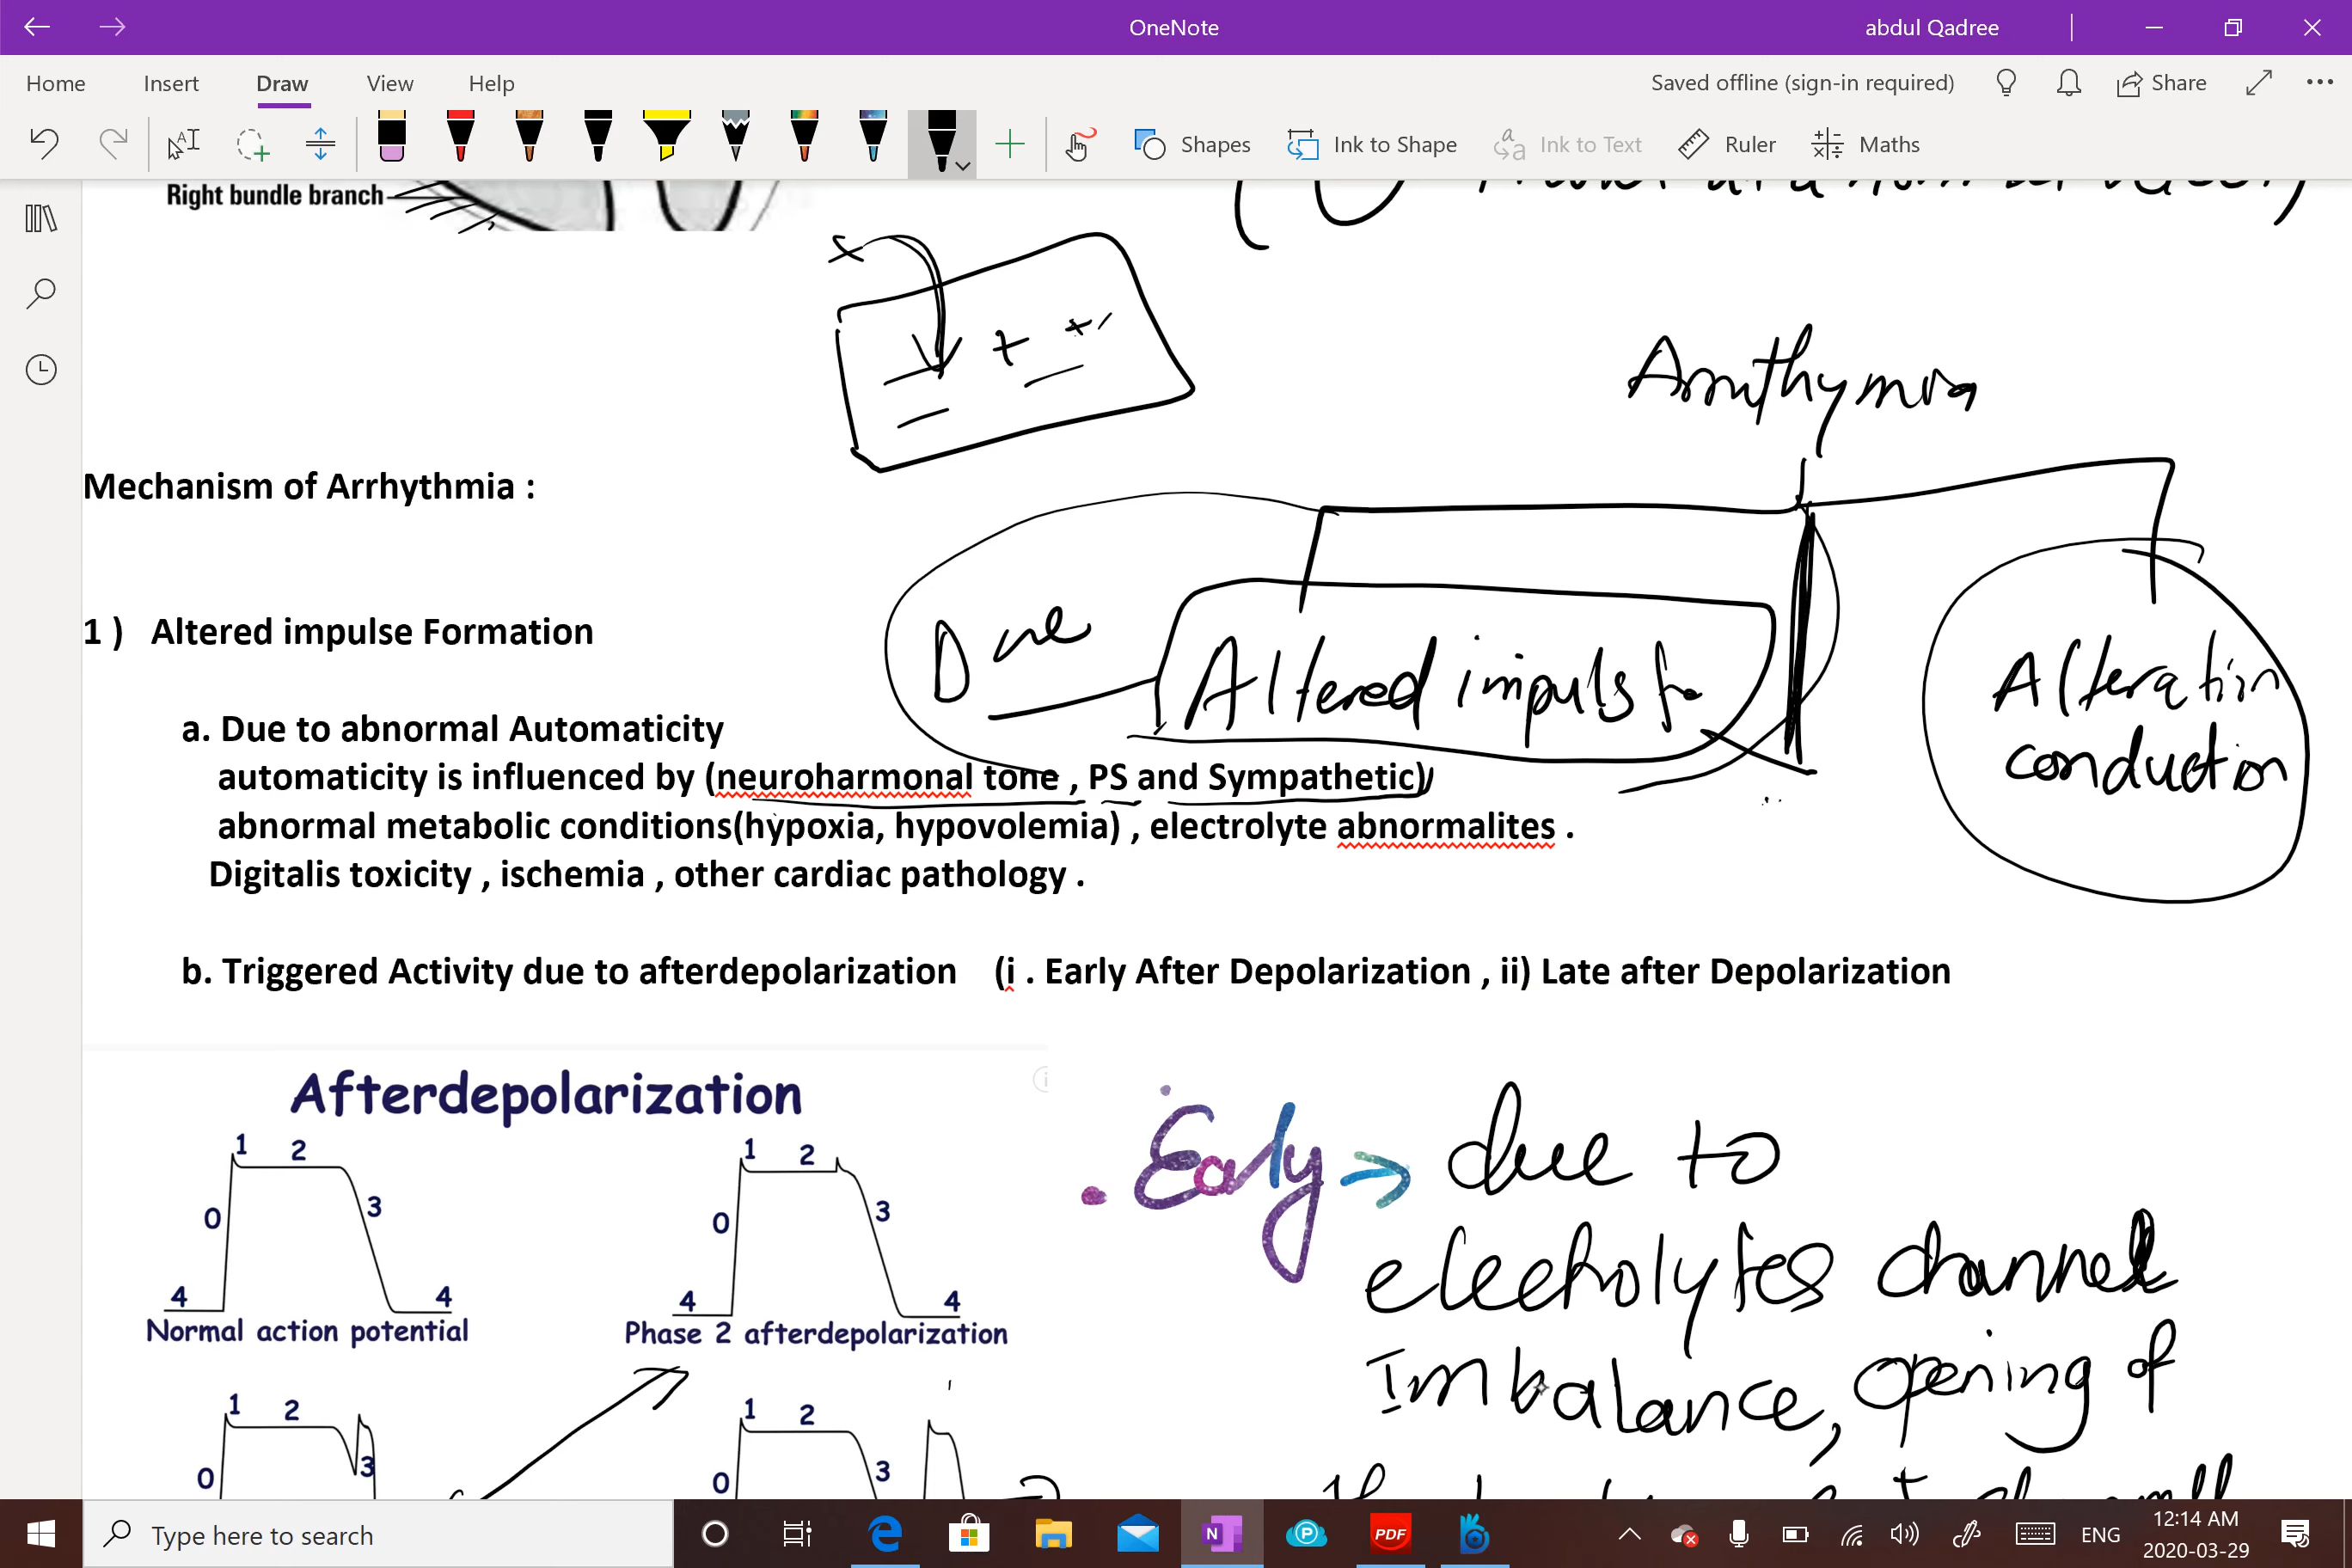 OneNote
abdul Qadree
Home Insert Draw View Help
Saved offline (sign-in required)
Share
Shapes Ink to Shape Ink to Text Ruler Maths
Right bundle branch
Mechanism of Arrhythmia :
Due
Altered impuls fo
Alteration
conduction
1 ) Altered impulse Formation
a. Due to abnormal Automaticity
automaticity is influenced by (neuroharmonal tone , PS and Sympathetic)
abnormal metabolic conditions(hypoxia, hypovolemia) , electrolyte abnormalites .
Digitalis toxicity , ischemia , other cardiac pathology .
b. Triggered Activity due to afterdepolarization (i . Early After Depolarization , ii) Late after Depolarization
Afterdepolarization
1 2
0 3
4 4
Normal action potential
1 2
0 3
4 4
Phase 2 afterdepolarization
1 2
0 3
1 2
0 3
. Early → due to
electrolytes channel
Imbalance, opening of
Type here to search
PDF
ENG
12:14 AM
2020-03-29